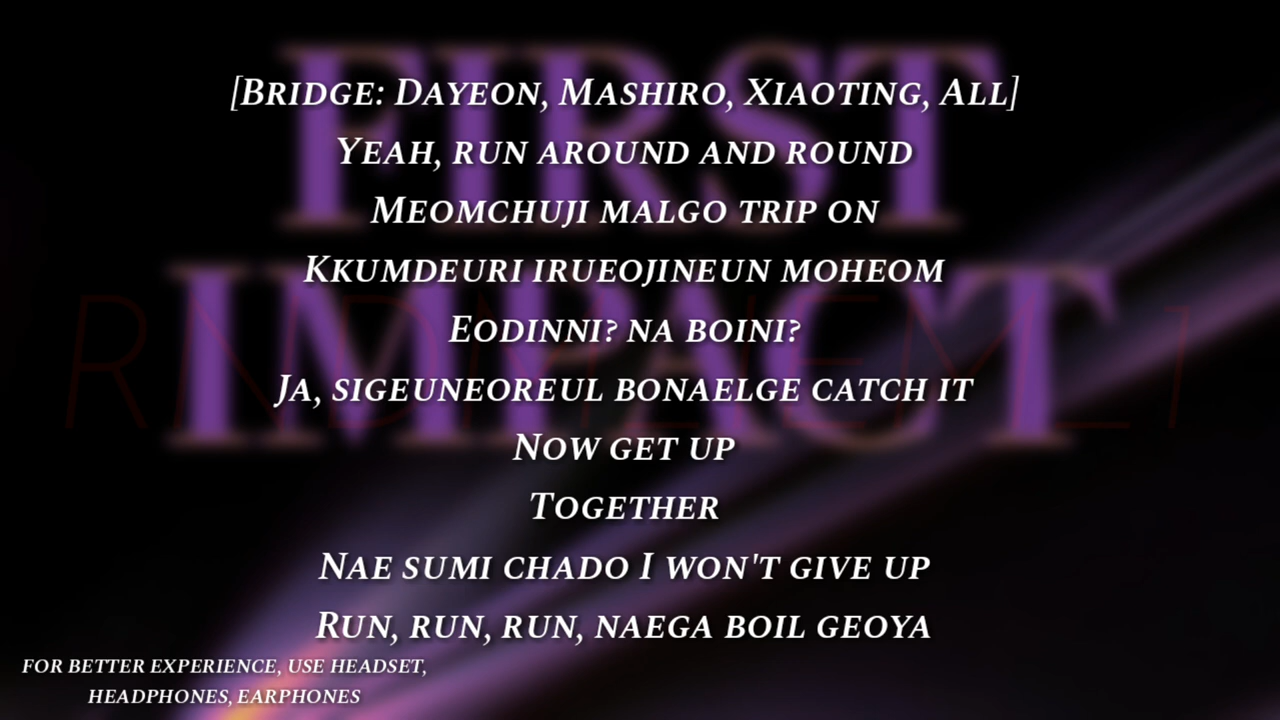 FIRST
IMPACT
RNDMMEM_1
[Bridge: Dayeon, Mashiro, Xiaoting, All]
Yeah, run around and round
Meomchuji malgo trip on
Kkumdeuri irueojineun moheom
Eodinni? na boini?
Ja, sigeuneoreul bonaelge catch it
Now get up
Together
Nae sumi chado I won't give up
Run, run, run, naega boil geoya
for better experience, use headset,
headphones, earphones